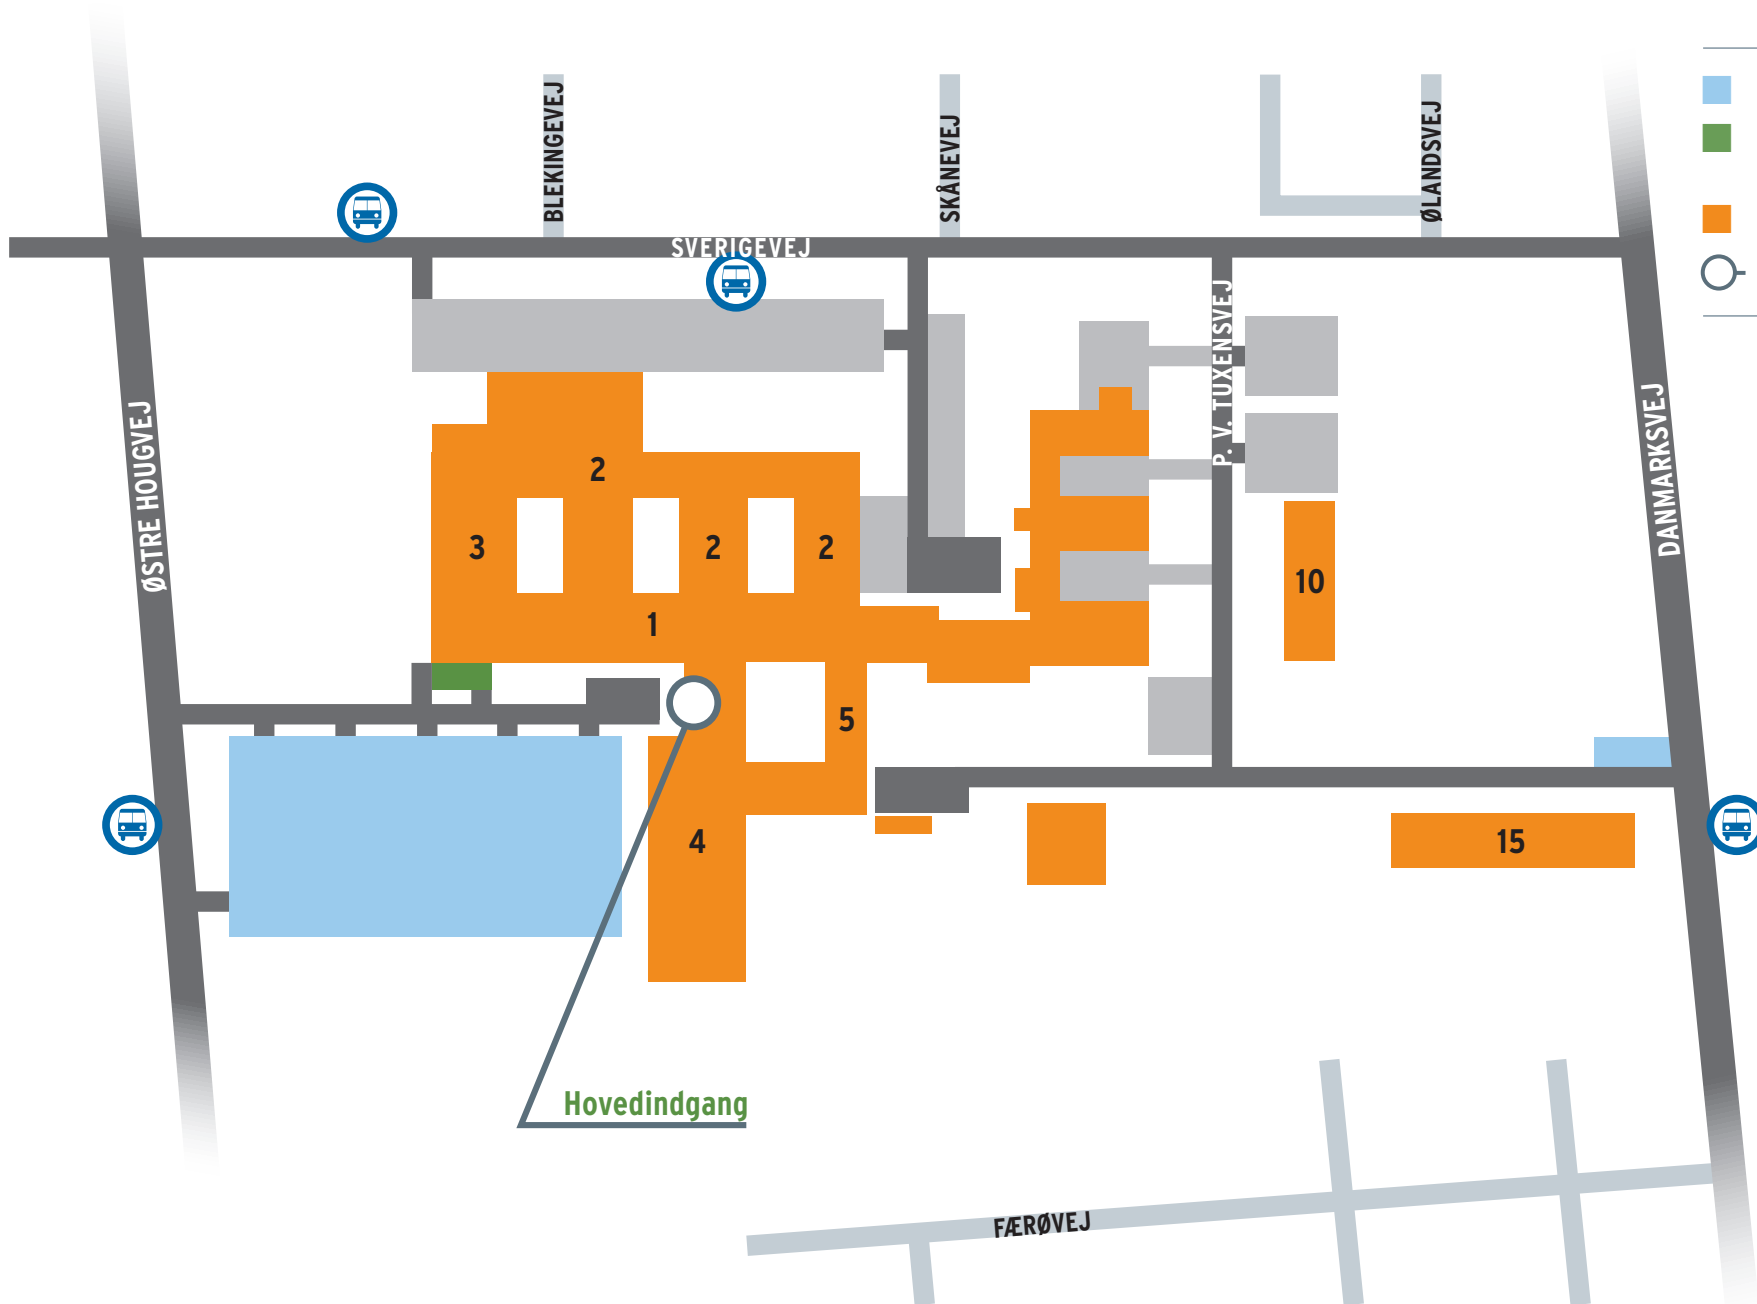 BLEKINGEVEJ
SKÅNEVEJ
ØLANDSVEJ
SVERIGEVEJ
P. V. TUXENSVEJ
ØSTRE HOUGVEJ
DANMARKSVEJ
2
3
2
2
10
1
5
4
15
Hovedindgang
FÆRØVEJ